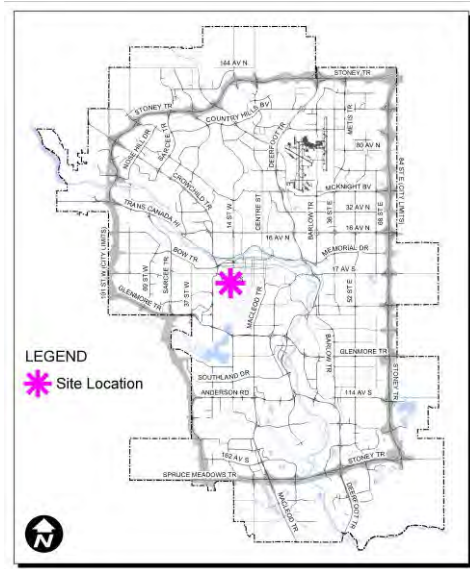 144 AV N
STONEY TR
STONEY TR
COUNTRY HILLS BV
METIS TR
NOSE HILL DR
SARCEE TR
DEERFOOT TR
80 AV N
CROWCHILD TR
MCKNIGHT BV
84 ST E (CITY LIMITS)
14 ST W
CENTRE ST
BARLOW TR
36 ST E
32 AV N
68 ST E
TRANS CANADA HI
16 AV N
16 AV N
MEMORIAL DR
BOW TR
17 AV S
101 ST W (CITY LIMITS)
69 ST W
SARCEE TR
37 ST W
MACLEOD TR
52 ST E
GLENMORE TR
BARLOW TR
GLENMORE TR
STONEY TR
LEGEND
Site Location
SOUTHLAND DR
ANDERSON RD
114 AV S
162 AV S
STONEY TR
SPRUCE MEADOWS TR
MACLEOD TR
DEERFOOT TR
N